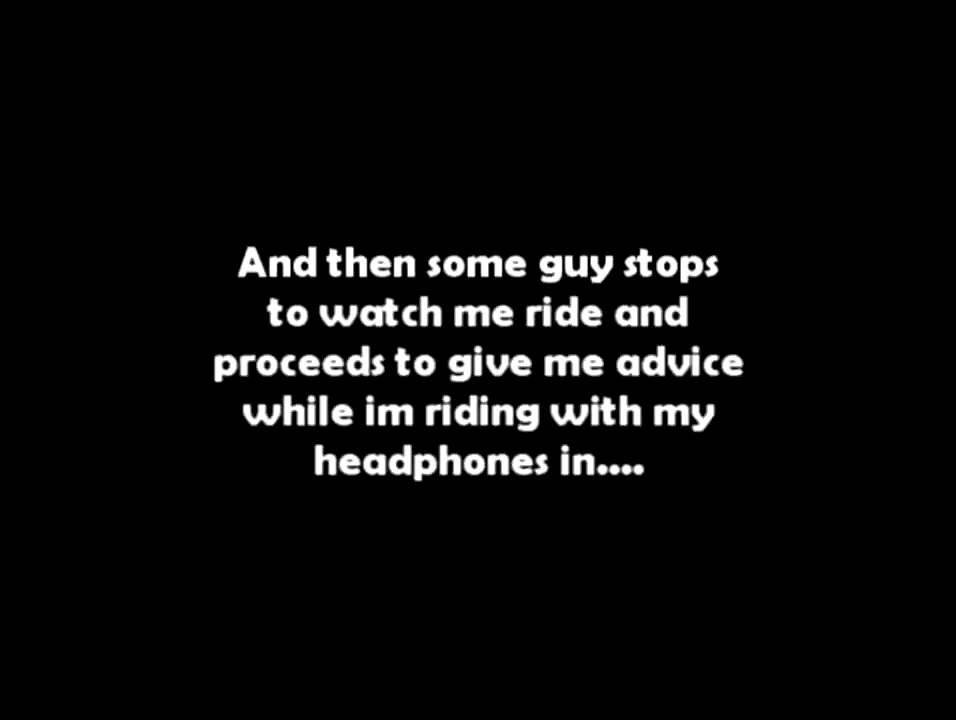 And then some guy stops
to watch me ride and
proceeds to give me advice
while im riding with my
headphones in....